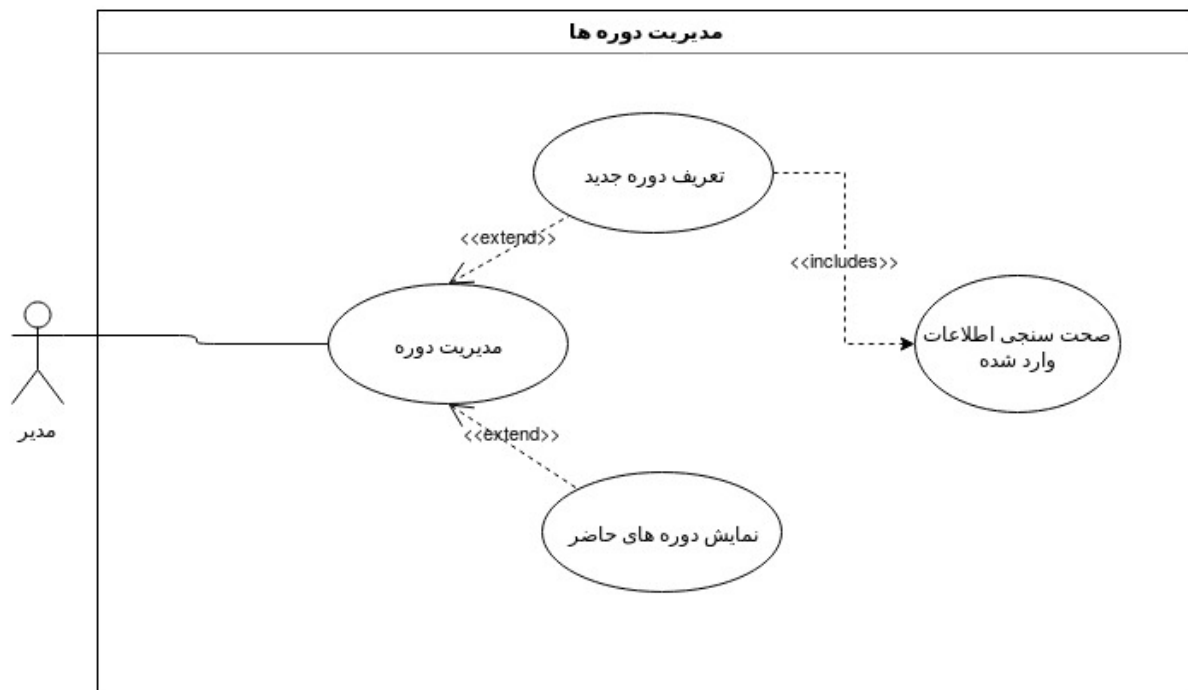 مدیریت دوره ها
تعریف دوره جدید
<<extend>>
<<includes>>
صحت سنجی اطلاعات
وارد شده
مدیریت دوره
مدیر
<<extend>>
نمایش دوره های حاضر